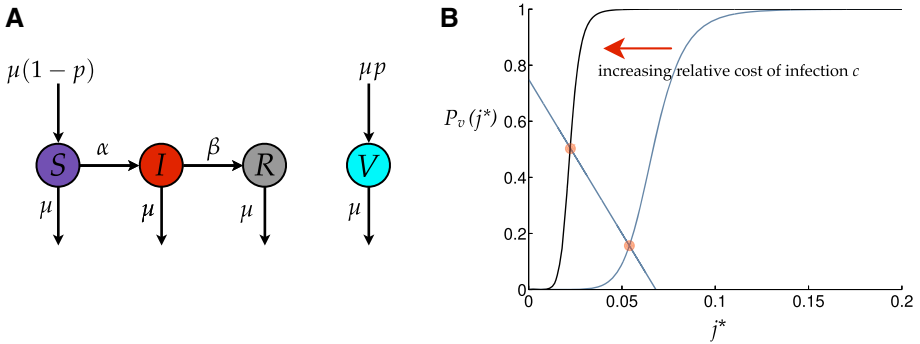 A
μ(1 − p)
μp
S
α
I
β
R
V
μ
μ
μ
μ
B
1
0.8
0.6
0.4
0.2
0
Pv(j*)
increasing relative cost of infection c
0
0.05
0.1
0.15
0.2
j*